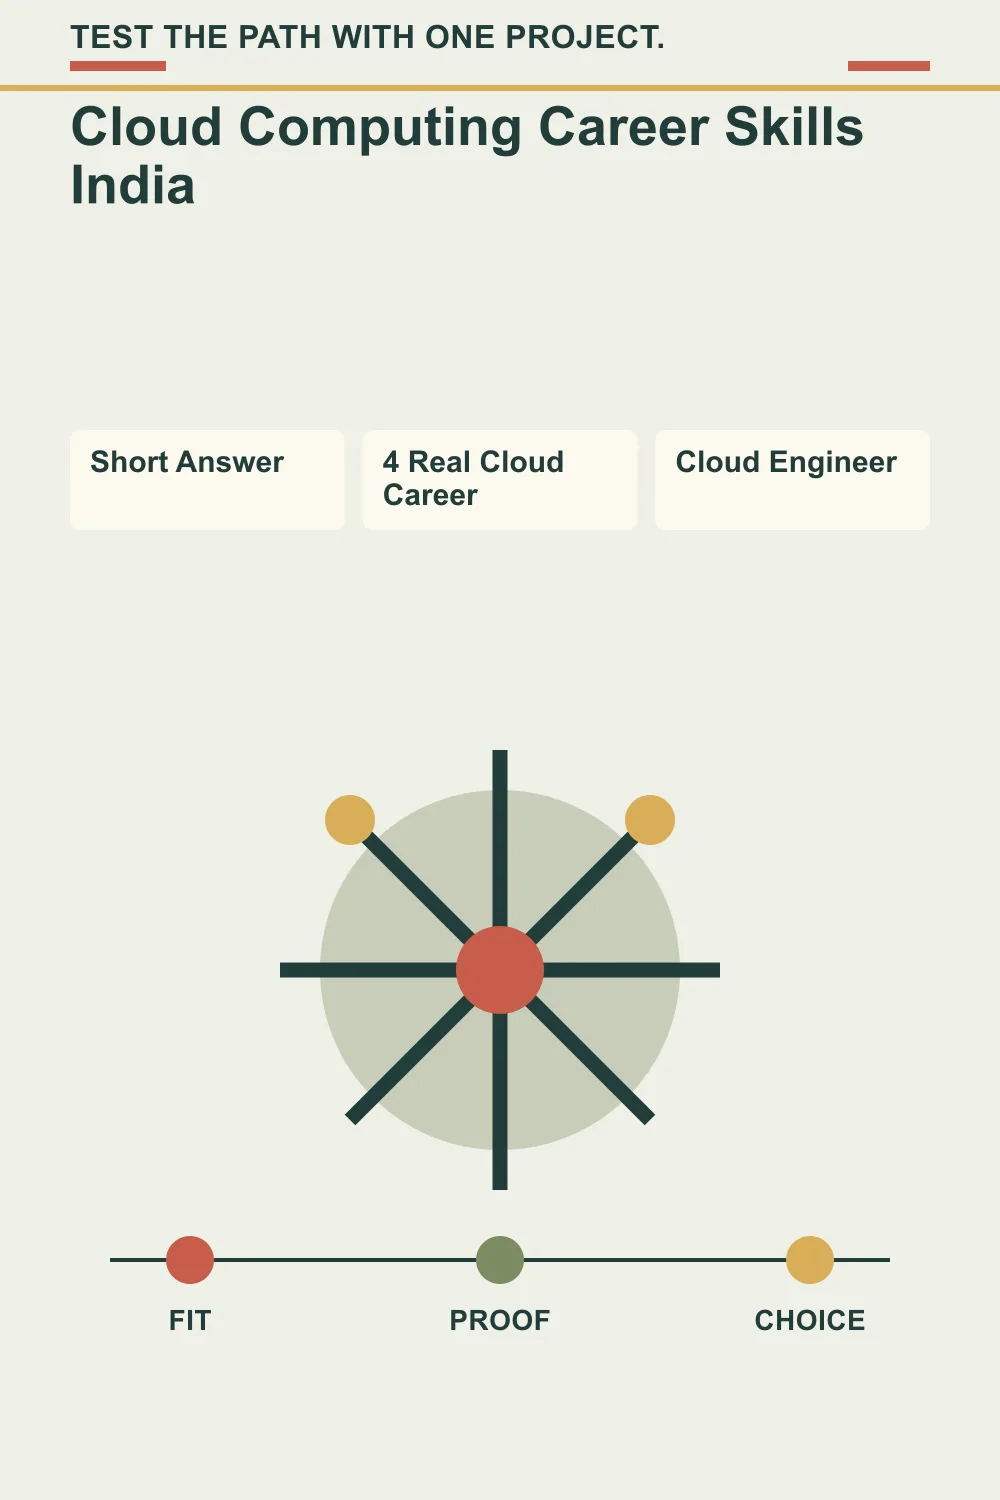 TEST THE PATH WITH ONE PROJECT.
Cloud Computing Career Skills
India
Short Answer
4 Real Cloud
Career
Cloud Engineer
FIT
PROOF
CHOICE